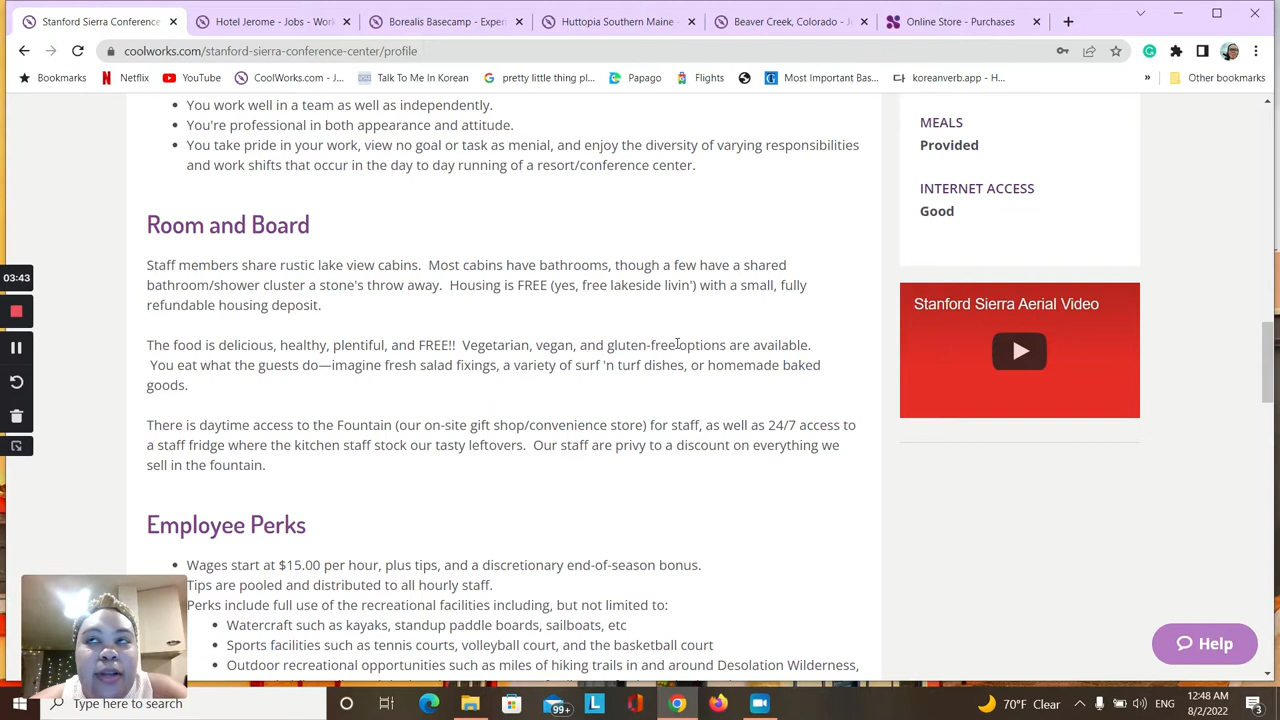 Stanford Sierra Conference
Hotel Jerome - Jobs - Work
Borealis Basecamp - Experi
Huttopia Southern Maine -
Beaver Creek, Colorado - Jo
Online Store - Purchases
coolworks.com/stanford-sierra-conference-center/profile
Bookmarks
Netflix
YouTube
CoolWorks.com - J...
Talk To Me In Korean
pretty little thing pl...
Papago
Flights
Most Important Bas...
koreanverb.app - H...
»
Other bookmarks
• You work well in a team as well as independently.
• You're professional in both appearance and attitude.
• You take pride in your work, view no goal or task as menial, and enjoy the diversity of varying responsibilities
and work shifts that occur in the day to day running of a resort/conference center.
Room and Board
Staff members share rustic lake view cabins. Most cabins have bathrooms, though a few have a shared
bathroom/shower cluster a stone's throw away. Housing is FREE (yes, free lakeside livin') with a small, fully
refundable housing deposit.
The food is delicious, healthy, plentiful, and FREE!! Vegetarian, vegan, and gluten-free options are available.
You eat what the guests do—imagine fresh salad fixings, a variety of surf 'n turf dishes, or homemade baked
goods.
There is daytime access to the Fountain (our on-site gift shop/convenience store) for staff, as well as 24/7 access to
a staff fridge where the kitchen staff stock our tasty leftovers. Our staff are privy to a discount on everything we
sell in the fountain.
Employee Perks
• Wages start at $15.00 per hour, plus tips, and a discretionary end-of-season bonus.
Tips are pooled and distributed to all hourly staff.
Perks include full use of the recreational facilities including, but not limited to:
• Watercraft such as kayaks, standup paddle boards, sailboats, etc
• Sports facilities such as tennis courts, volleyball court, and the basketball court
• Outdoor recreational opportunities such as miles of hiking trails in and around Desolation Wilderness,
MEALS
Provided
INTERNET ACCESS
Good
Stanford Sierra Aerial Video
03:43
Help
Type here to search
99+
L
70°F Clear
ENG
12:48 AM
8/2/2022
3